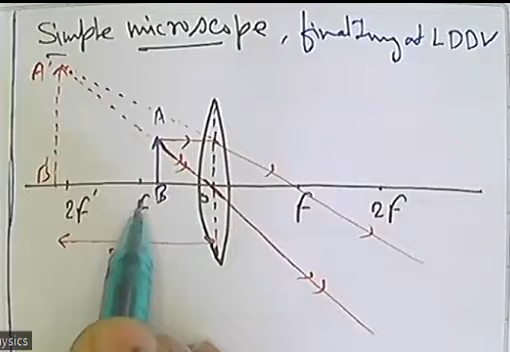 Simple microscope, final Img at LDDV
A'
A
B'
2F'
F
B
O
F
2F
ysics